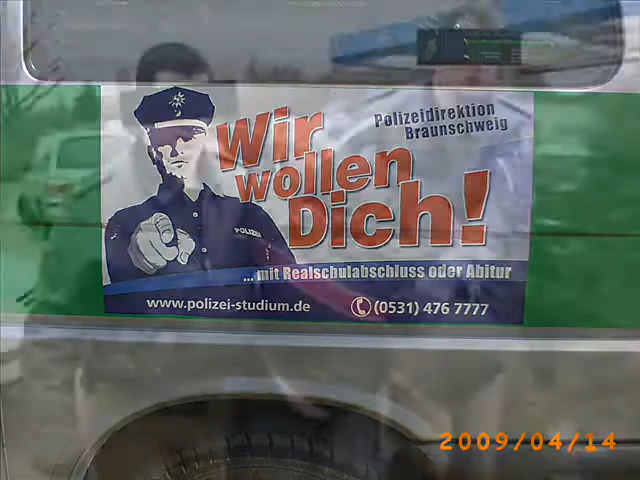 Polizeidirektion
Braunschweig
Wir
wollen
Dich!
POLIZEI
... mit Realschulabschluss oder Abitur
www.polizei-studium.de (0531) 476 7777
2009/04/14